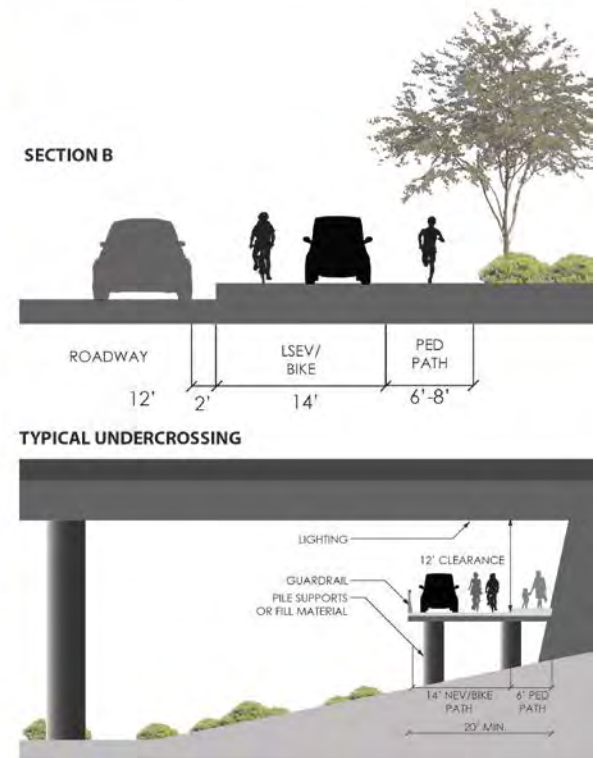 SECTION B
ROADWAY
LSEV/
BIKE
PED
PATH
12'
2'
14'
6'-8'
TYPICAL UNDERCROSSING
LIGHTING
12' CLEARANCE
GUARDRAIL
PILE SUPPORTS
OR FILL MATERIAL
14' NEV/BIKE
PATH
6' PED
PATH
20' MIN.